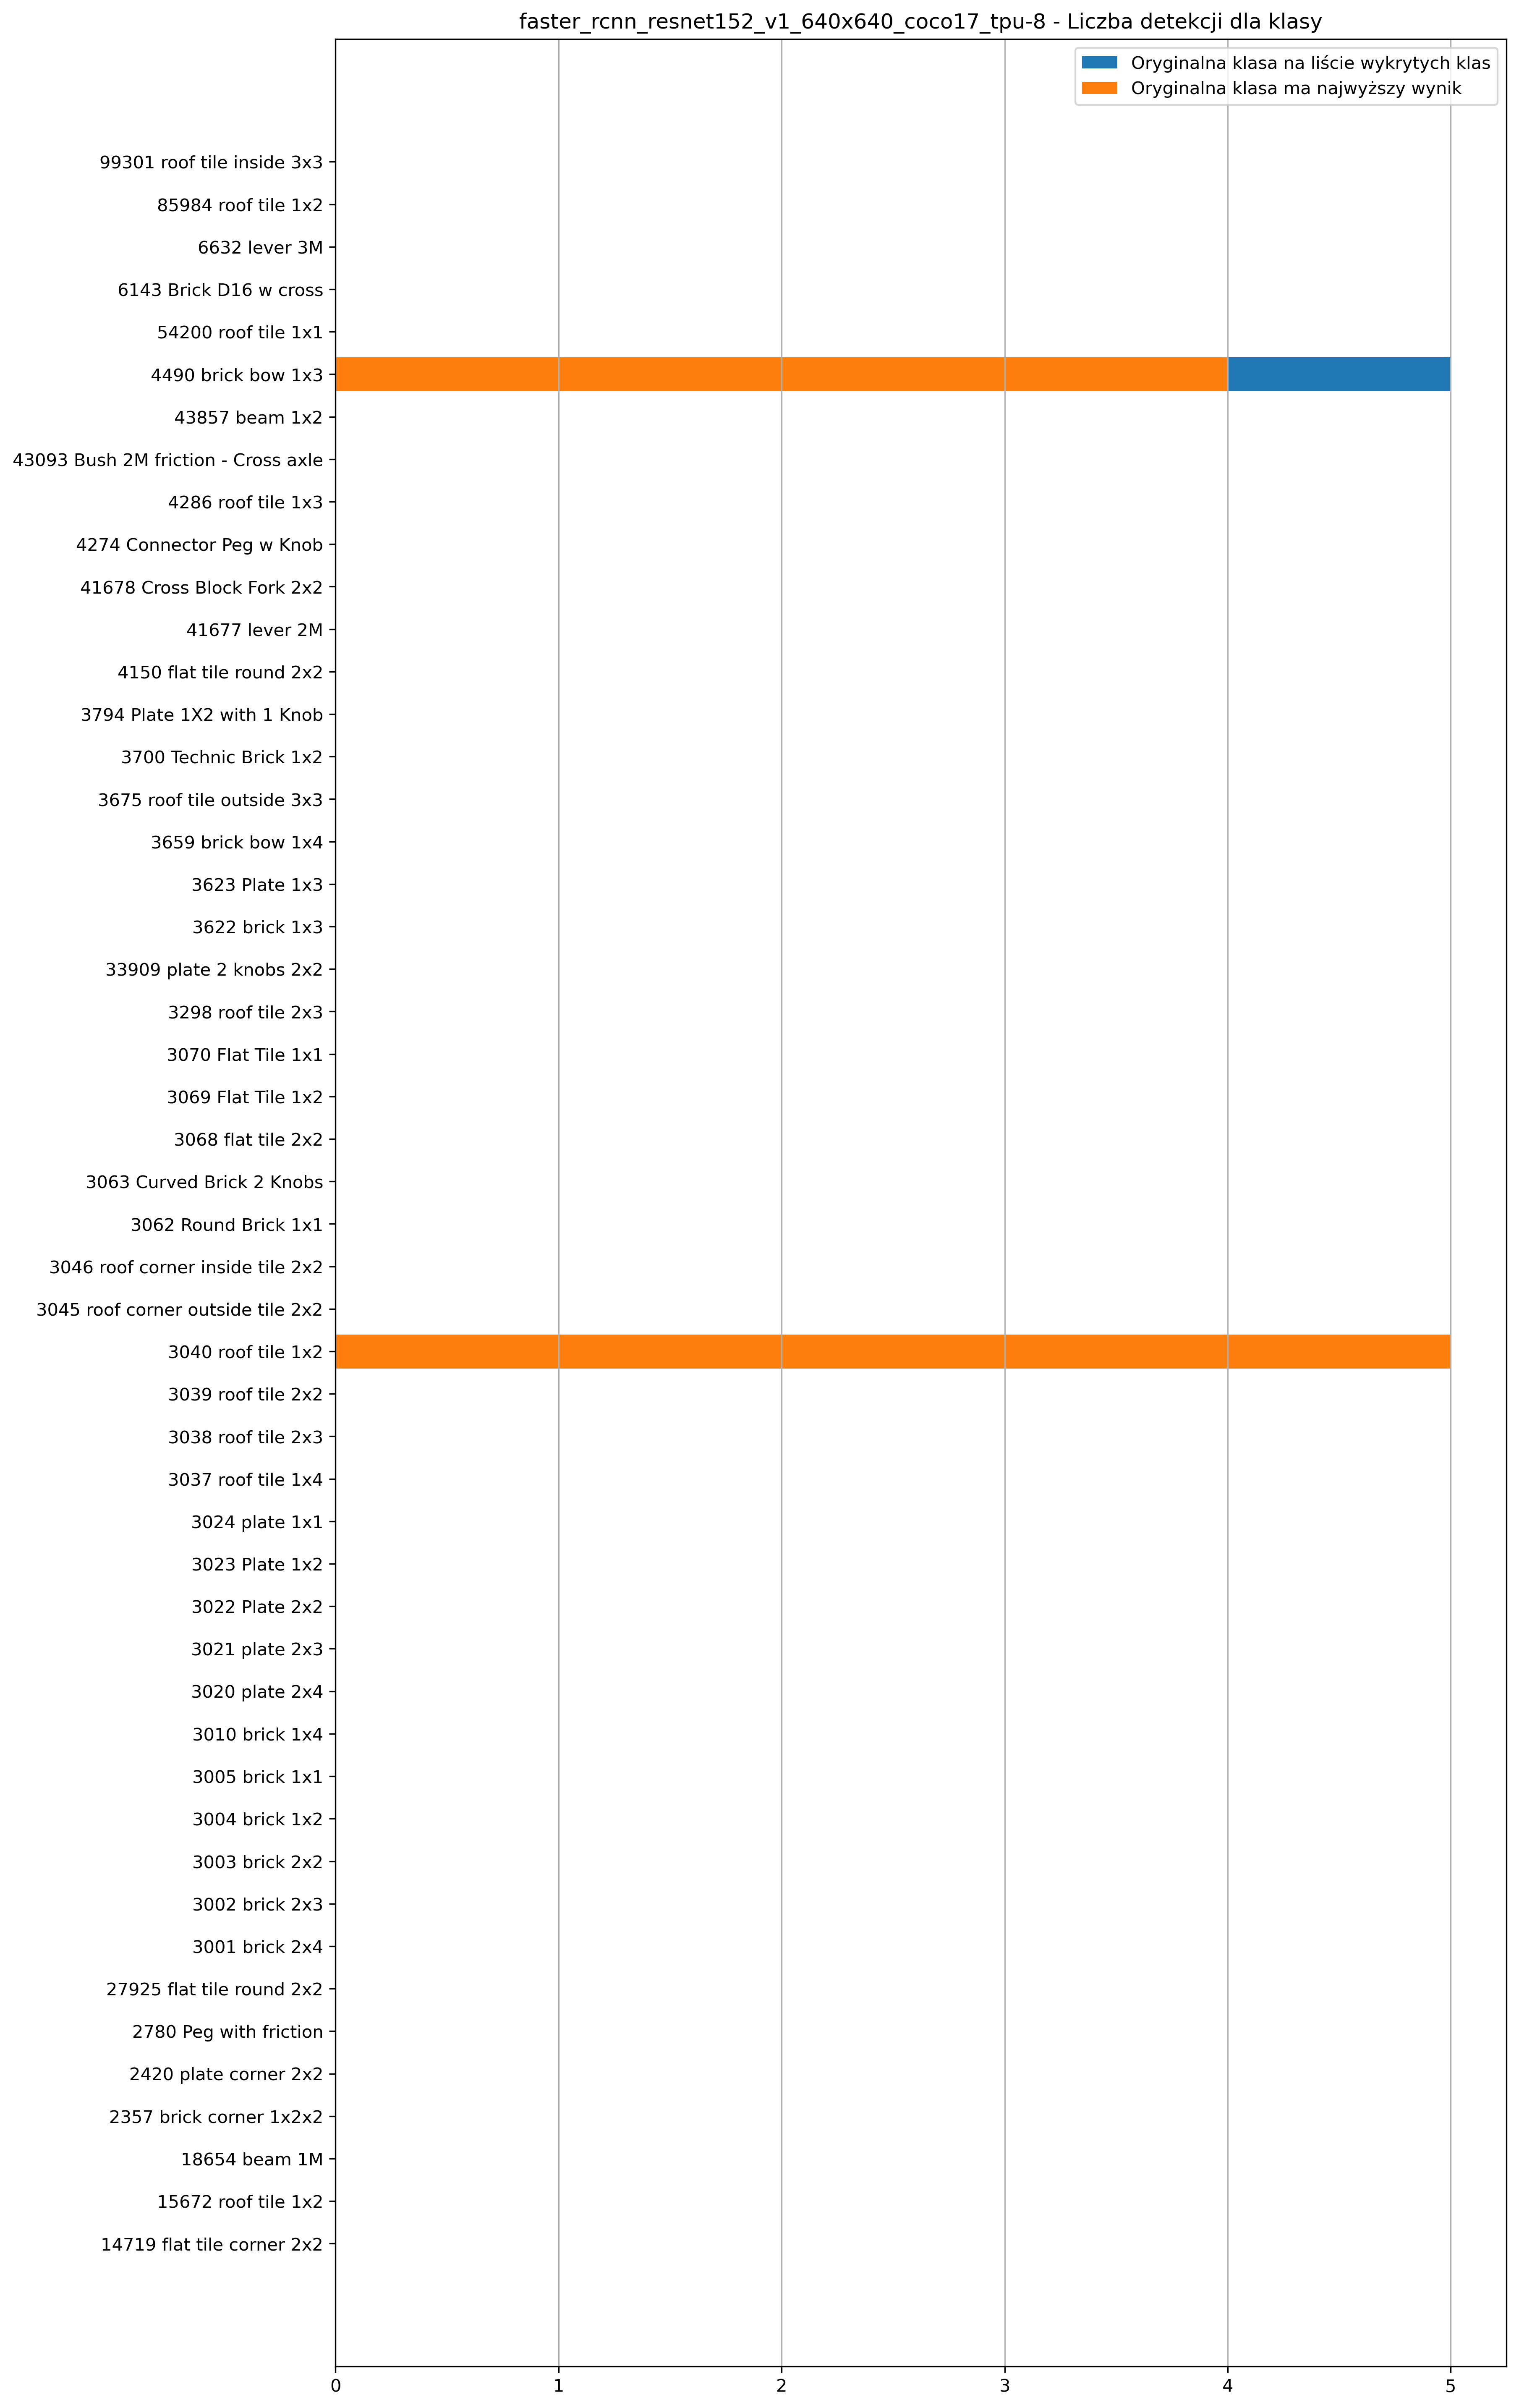 faster_rcnn_resnet152_v1_640x640_coco17_tpu-8 - Liczba detekcji dla klasy
Oryginalna klasa na liście wykrytych klas
Oryginalna klasa ma najwyższy wynik
99301 roof tile inside 3x3
85984 roof tile 1x2
6632 lever 3M
6143 Brick D16 w cross
54200 roof tile 1x1
4490 brick bow 1x3
43857 beam 1x2
43093 Bush 2M friction - Cross axle
4286 roof tile 1x3
4274 Connector Peg w Knob
41678 Cross Block Fork 2x2
41677 lever 2M
4150 flat tile round 2x2
3794 Plate 1X2 with 1 Knob
3700 Technic Brick 1x2
3675 roof tile outside 3x3
3659 brick bow 1x4
3623 Plate 1x3
3622 brick 1x3
33909 plate 2 knobs 2x2
3298 roof tile 2x3
3070 Flat Tile 1x1
3069 Flat Tile 1x2
3068 flat tile 2x2
3063 Curved Brick 2 Knobs
3062 Round Brick 1x1
3046 roof corner inside tile 2x2
3045 roof corner outside tile 2x2
3040 roof tile 1x2
3039 roof tile 2x2
3038 roof tile 2x3
3037 roof tile 1x4
3024 plate 1x1
3023 Plate 1x2
3022 Plate 2x2
3021 plate 2x3
3020 plate 2x4
3010 brick 1x4
3005 brick 1x1
3004 brick 1x2
3003 brick 2x2
3002 brick 2x3
3001 brick 2x4
27925 flat tile round 2x2
2780 Peg with friction
2420 plate corner 2x2
2357 brick corner 1x2x2
18654 beam 1M
15672 roof tile 1x2
14719 flat tile corner 2x2
0 1 2 3 4 5